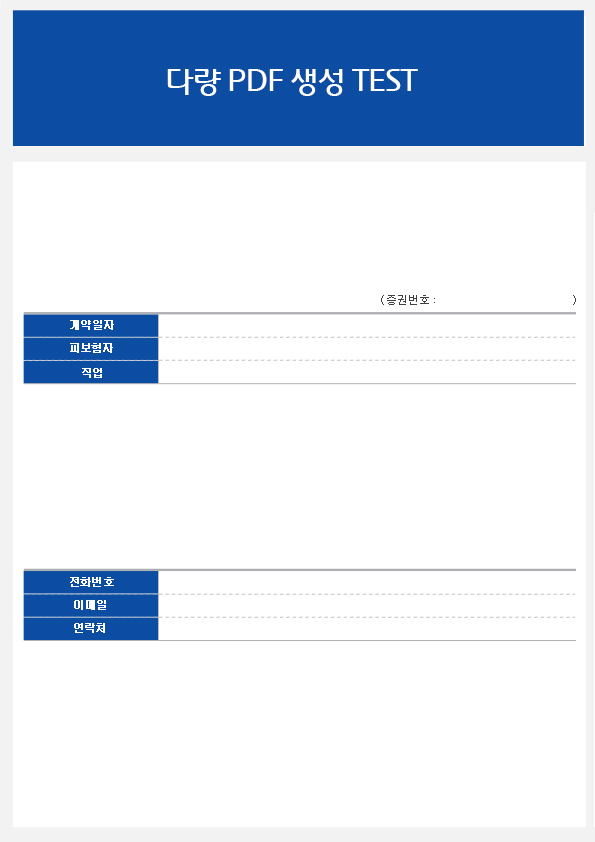 다량 PDF 생성 TEST
(증권번호 : )
계약일자
피보험자
직업
전화번호
이메일
연락처